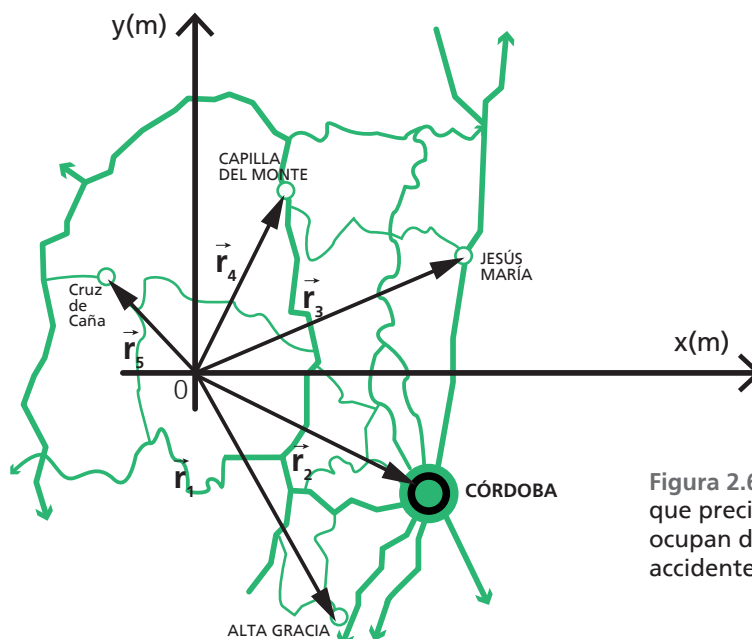 y(m)
CAPILLA
DEL MONTE
r₄
JESÚS
MARÍA
r₃
Cruz
de
Caña
r₅
x(m)
0
r₁
r₂
CÓRDOBA
Figura 2.6
que preci
ocupan d
accidente
ALTA GRACIA